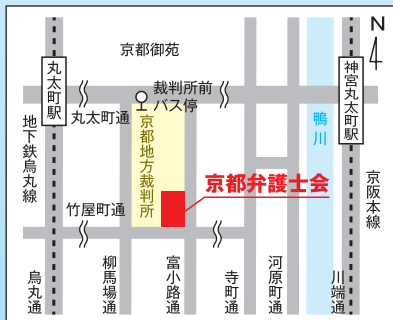 京都御苑
N
丸太町駅
裁判所前
バス停
神宮丸太町駅
丸太町通
地下鉄烏丸線
京都地方裁判所
鴨川
京都弁護士会
京阪本線
竹屋町通
烏丸通
柳馬場通
富小路通
寺町通
河原町通
川端通